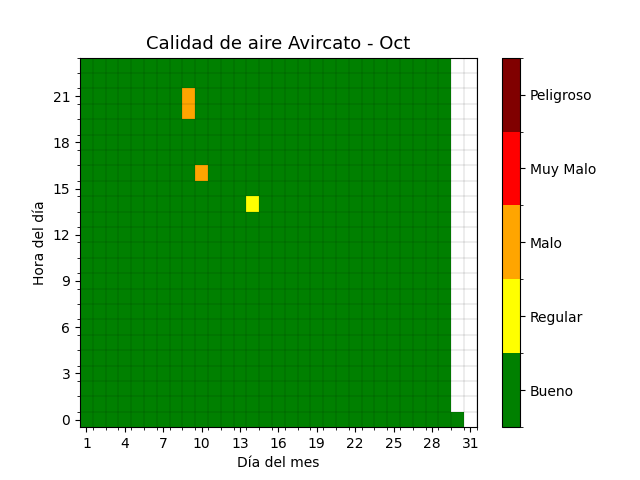 Calidad de aire Avircato - Oct
Hora del día
21
18
15
12
9
6
3
0
1 4 7 10 13 16 19 22 25 28 31
Día del mes
Peligroso
Muy Malo
Malo
Regular
Bueno